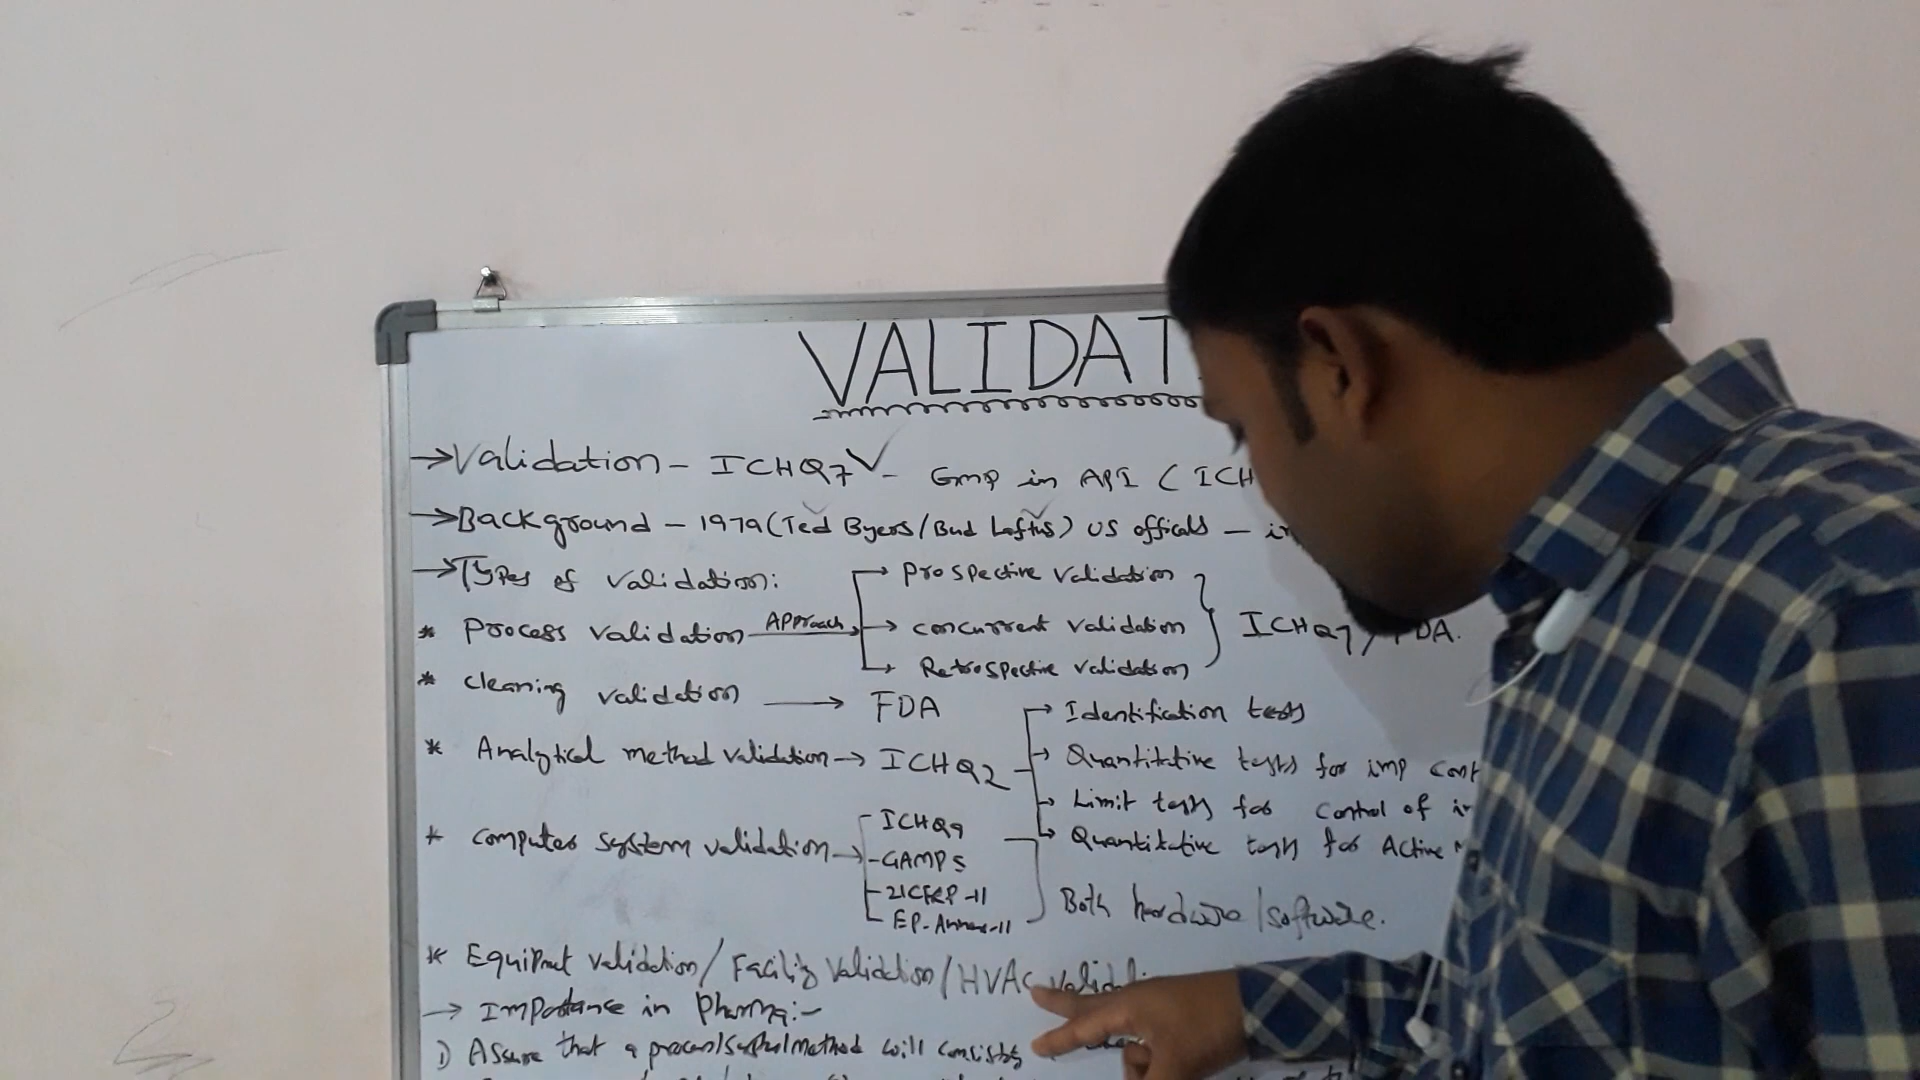 VALIDAT
→ Validation - ICHQ7 ✓ - GMP in API ( ICH
→ Background - 1979 (Ted Byers/Bud Loftus) US officals - in
→ Types of validation:
* Process validation Approach → Prospective validation
→ concurrent validation
→ Retrospective validation
ICHQ7/FDA.
* cleaning validation → FDA
* Analytical method validation → ICHQ2
→ Identification tests
→ Quantitative tests for imp cont
→ Limit tests for control of
→ Quantitative tests for Active
* computer system validation → - ICHQ9
- GAMP5
- 21CFRP-11
- EP-Annex-11
Both hardware/software.
* Equipment validation/Facility validation/HVAC valid
→ Importance in pharma:-
1) Assure that a process/ /method will